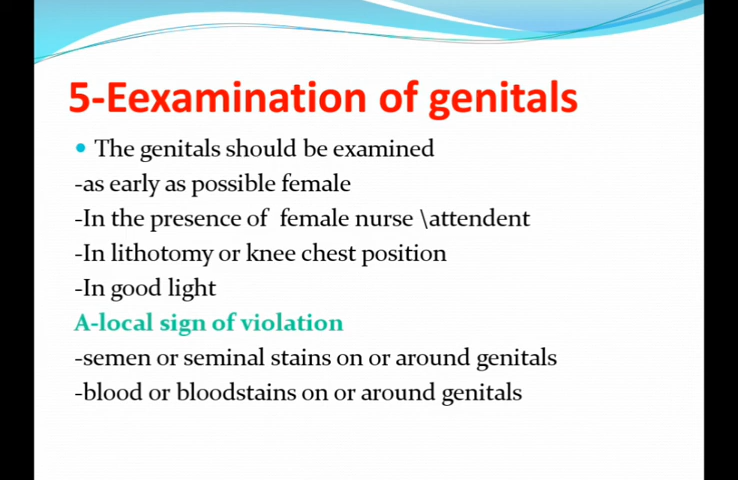 5-Eexamination of genitals
• The genitals should be examined
-as early as possible female
-In the presence of female nurse \attendent
-In lithotomy or knee chest position
-In good light
A-local sign of violation
-semen or seminal stains on or around genitals
-blood or bloodstains on or around genitals